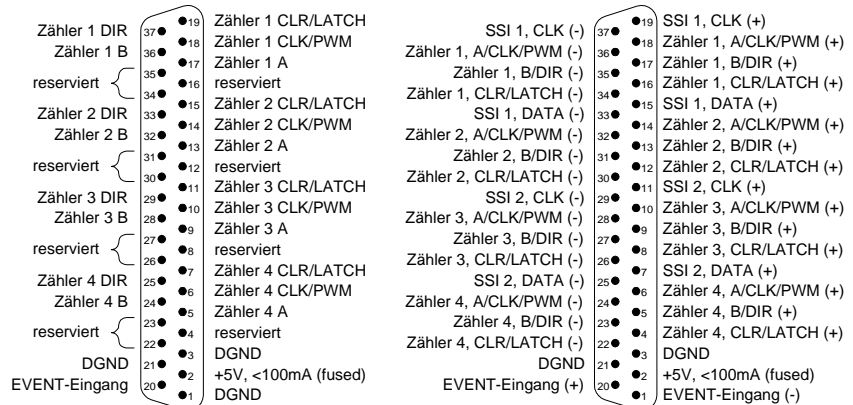 19 Zähler 1 CLR/LATCH
Zähler 1 DIR 37
18 Zähler 1 CLK/PWM
Zähler 1 B 36
17 Zähler 1 A
reserviert 35
16 reserviert
34
15 Zähler 2 CLR/LATCH
Zähler 2 DIR 33
14 Zähler 2 CLK/PWM
Zähler 2 B 32
13 Zähler 2 A
reserviert 31
12 reserviert
30
11 Zähler 3 CLR/LATCH
Zähler 3 DIR 29
10 Zähler 3 CLK/PWM
Zähler 3 B 28
9 Zähler 3 A
reserviert 27
8 reserviert
26
7 Zähler 4 CLR/LATCH
Zähler 4 DIR 25
6 Zähler 4 CLK/PWM
Zähler 4 B 24
5 Zähler 4 A
reserviert 23
4 reserviert
22
3 DGND
DGND 21
2 +5V, <100mA (fused)
EVENT-Eingang 20
1 DGND
19 SSI 1, CLK (+)
SSI 1, CLK (-) 37
18 Zähler 1, A/CLK/PWM (+)
Zähler 1, A/CLK/PWM (-) 36
17 Zähler 1, B/DIR (+)
Zähler 1, B/DIR (-) 35
16 Zähler 1, CLR/LATCH (+)
Zähler 1, CLR/LATCH (-) 34
15 SSI 1, DATA (+)
SSI 1, DATA (-) 33
14 Zähler 2, A/CLK/PWM (+)
Zähler 2, A/CLK/PWM (-) 32
13 Zähler 2, B/DIR (+)
Zähler 2, B/DIR (-) 31
12 Zähler 2, CLR/LATCH (+)
Zähler 2, CLR/LATCH (-) 30
11 SSI 2, CLK (+)
SSI 2, CLK (-) 29
10 Zähler 3, A/CLK/PWM (+)
Zähler 3, A/CLK/PWM (-) 28
9 Zähler 3, B/DIR (+)
Zähler 3, B/DIR (-) 27
8 Zähler 3, CLR/LATCH (+)
Zähler 3, CLR/LATCH (-) 26
7 SSI 2, DATA (+)
SSI 2, DATA (-) 25
6 Zähler 4, A/CLK/PWM (+)
Zähler 4, A/CLK/PWM (-) 24
5 Zähler 4, B/DIR (+)
Zähler 4, B/DIR (-) 23
4 Zähler 4, CLR/LATCH (+)
Zähler 4, CLR/LATCH (-) 22
3 DGND
DGND 21
2 +5V, <100mA (fused)
EVENT-Eingang (+) 20
1 EVENT-Eingang (-)